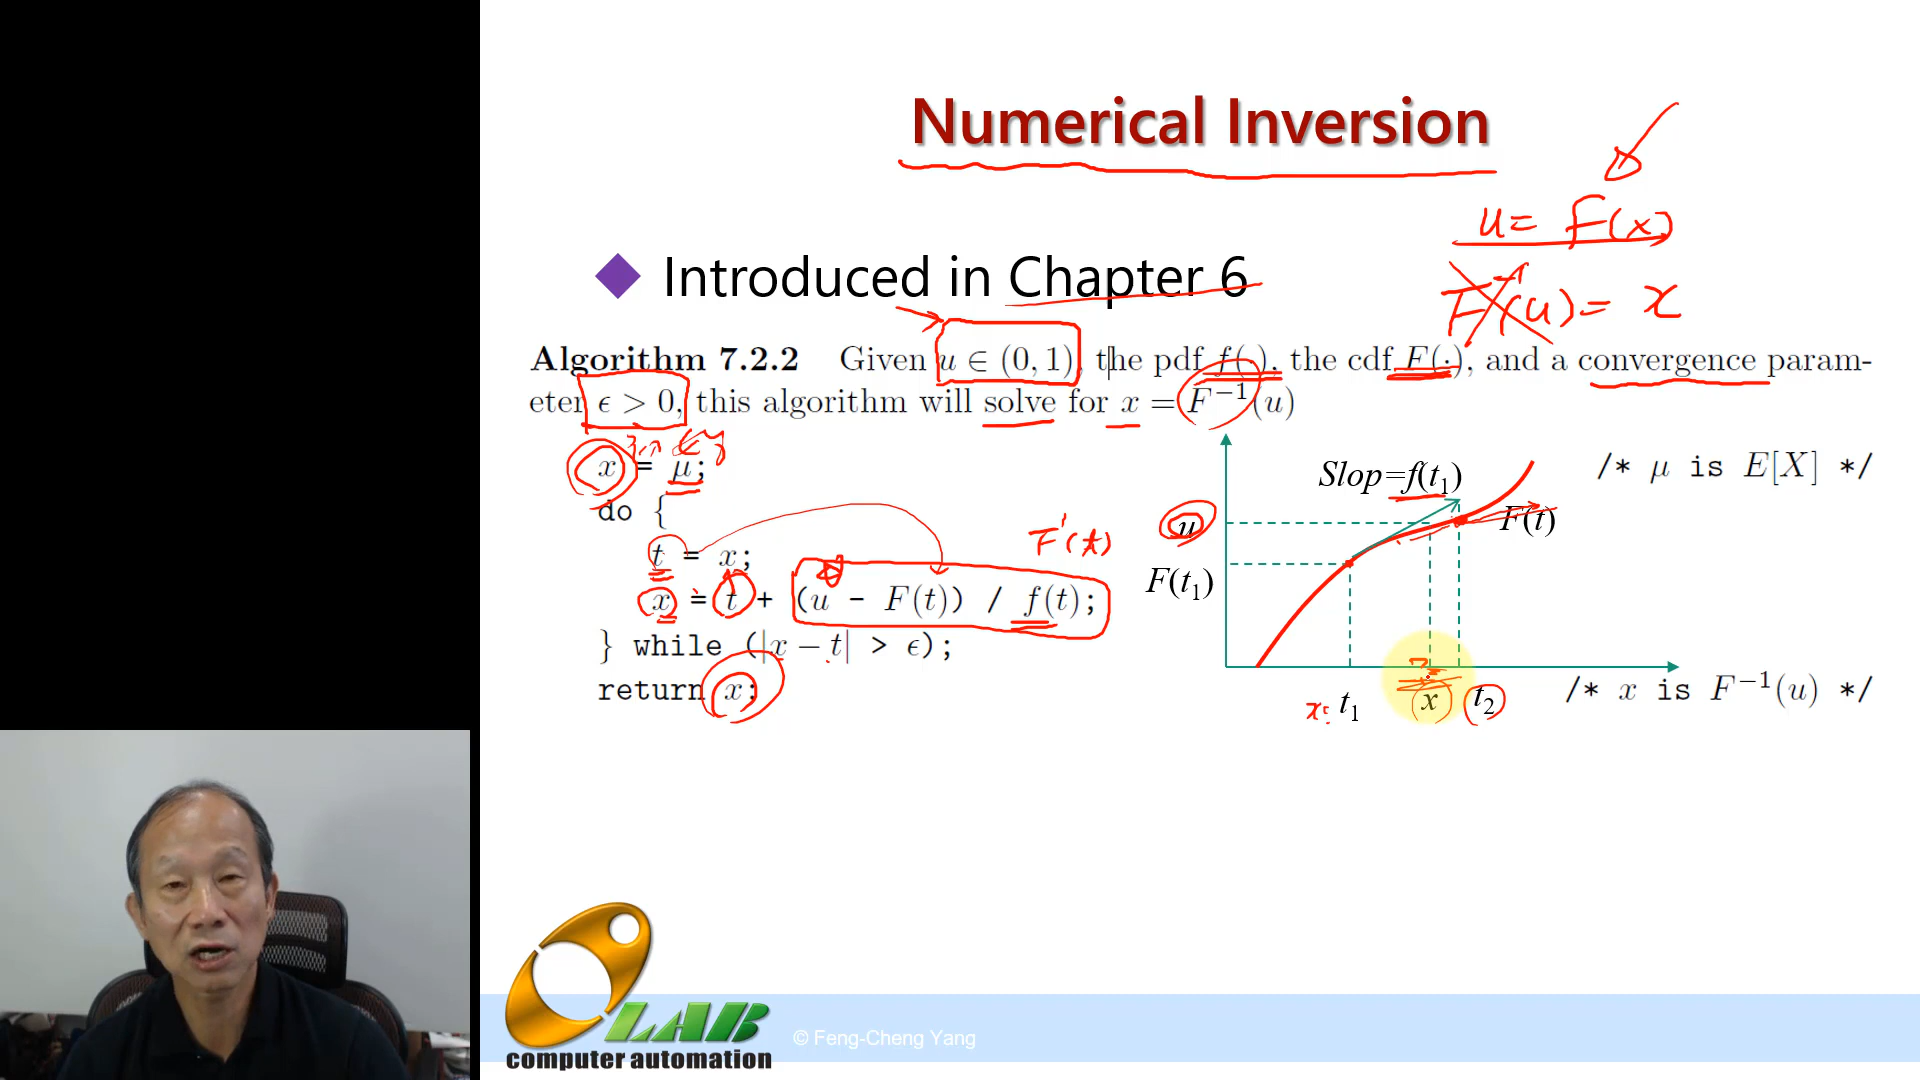 Numerical Inversion
u = F(x)
◆ Introduced in Chapter 6
F⁻¹(u) = x
Algorithm 7.2.2 Given u ∈ (0, 1), the pdf f(·), the cdf F(·), and a convergence param-
eter ϵ > 0, this algorithm will solve for x = F⁻¹(u)
x = μ; /* μ is E[X] */
do {
t = x;
x = t + (u - F(t)) / f(t);
} while (|x − t| > ϵ);
return x; /* x is F⁻¹(u) */
F'(t)
Slop=f(t₁)
u
F(t)
F(t₁)
x: t₁ x t₂
LAB
computer automation
© Feng-Cheng Yang